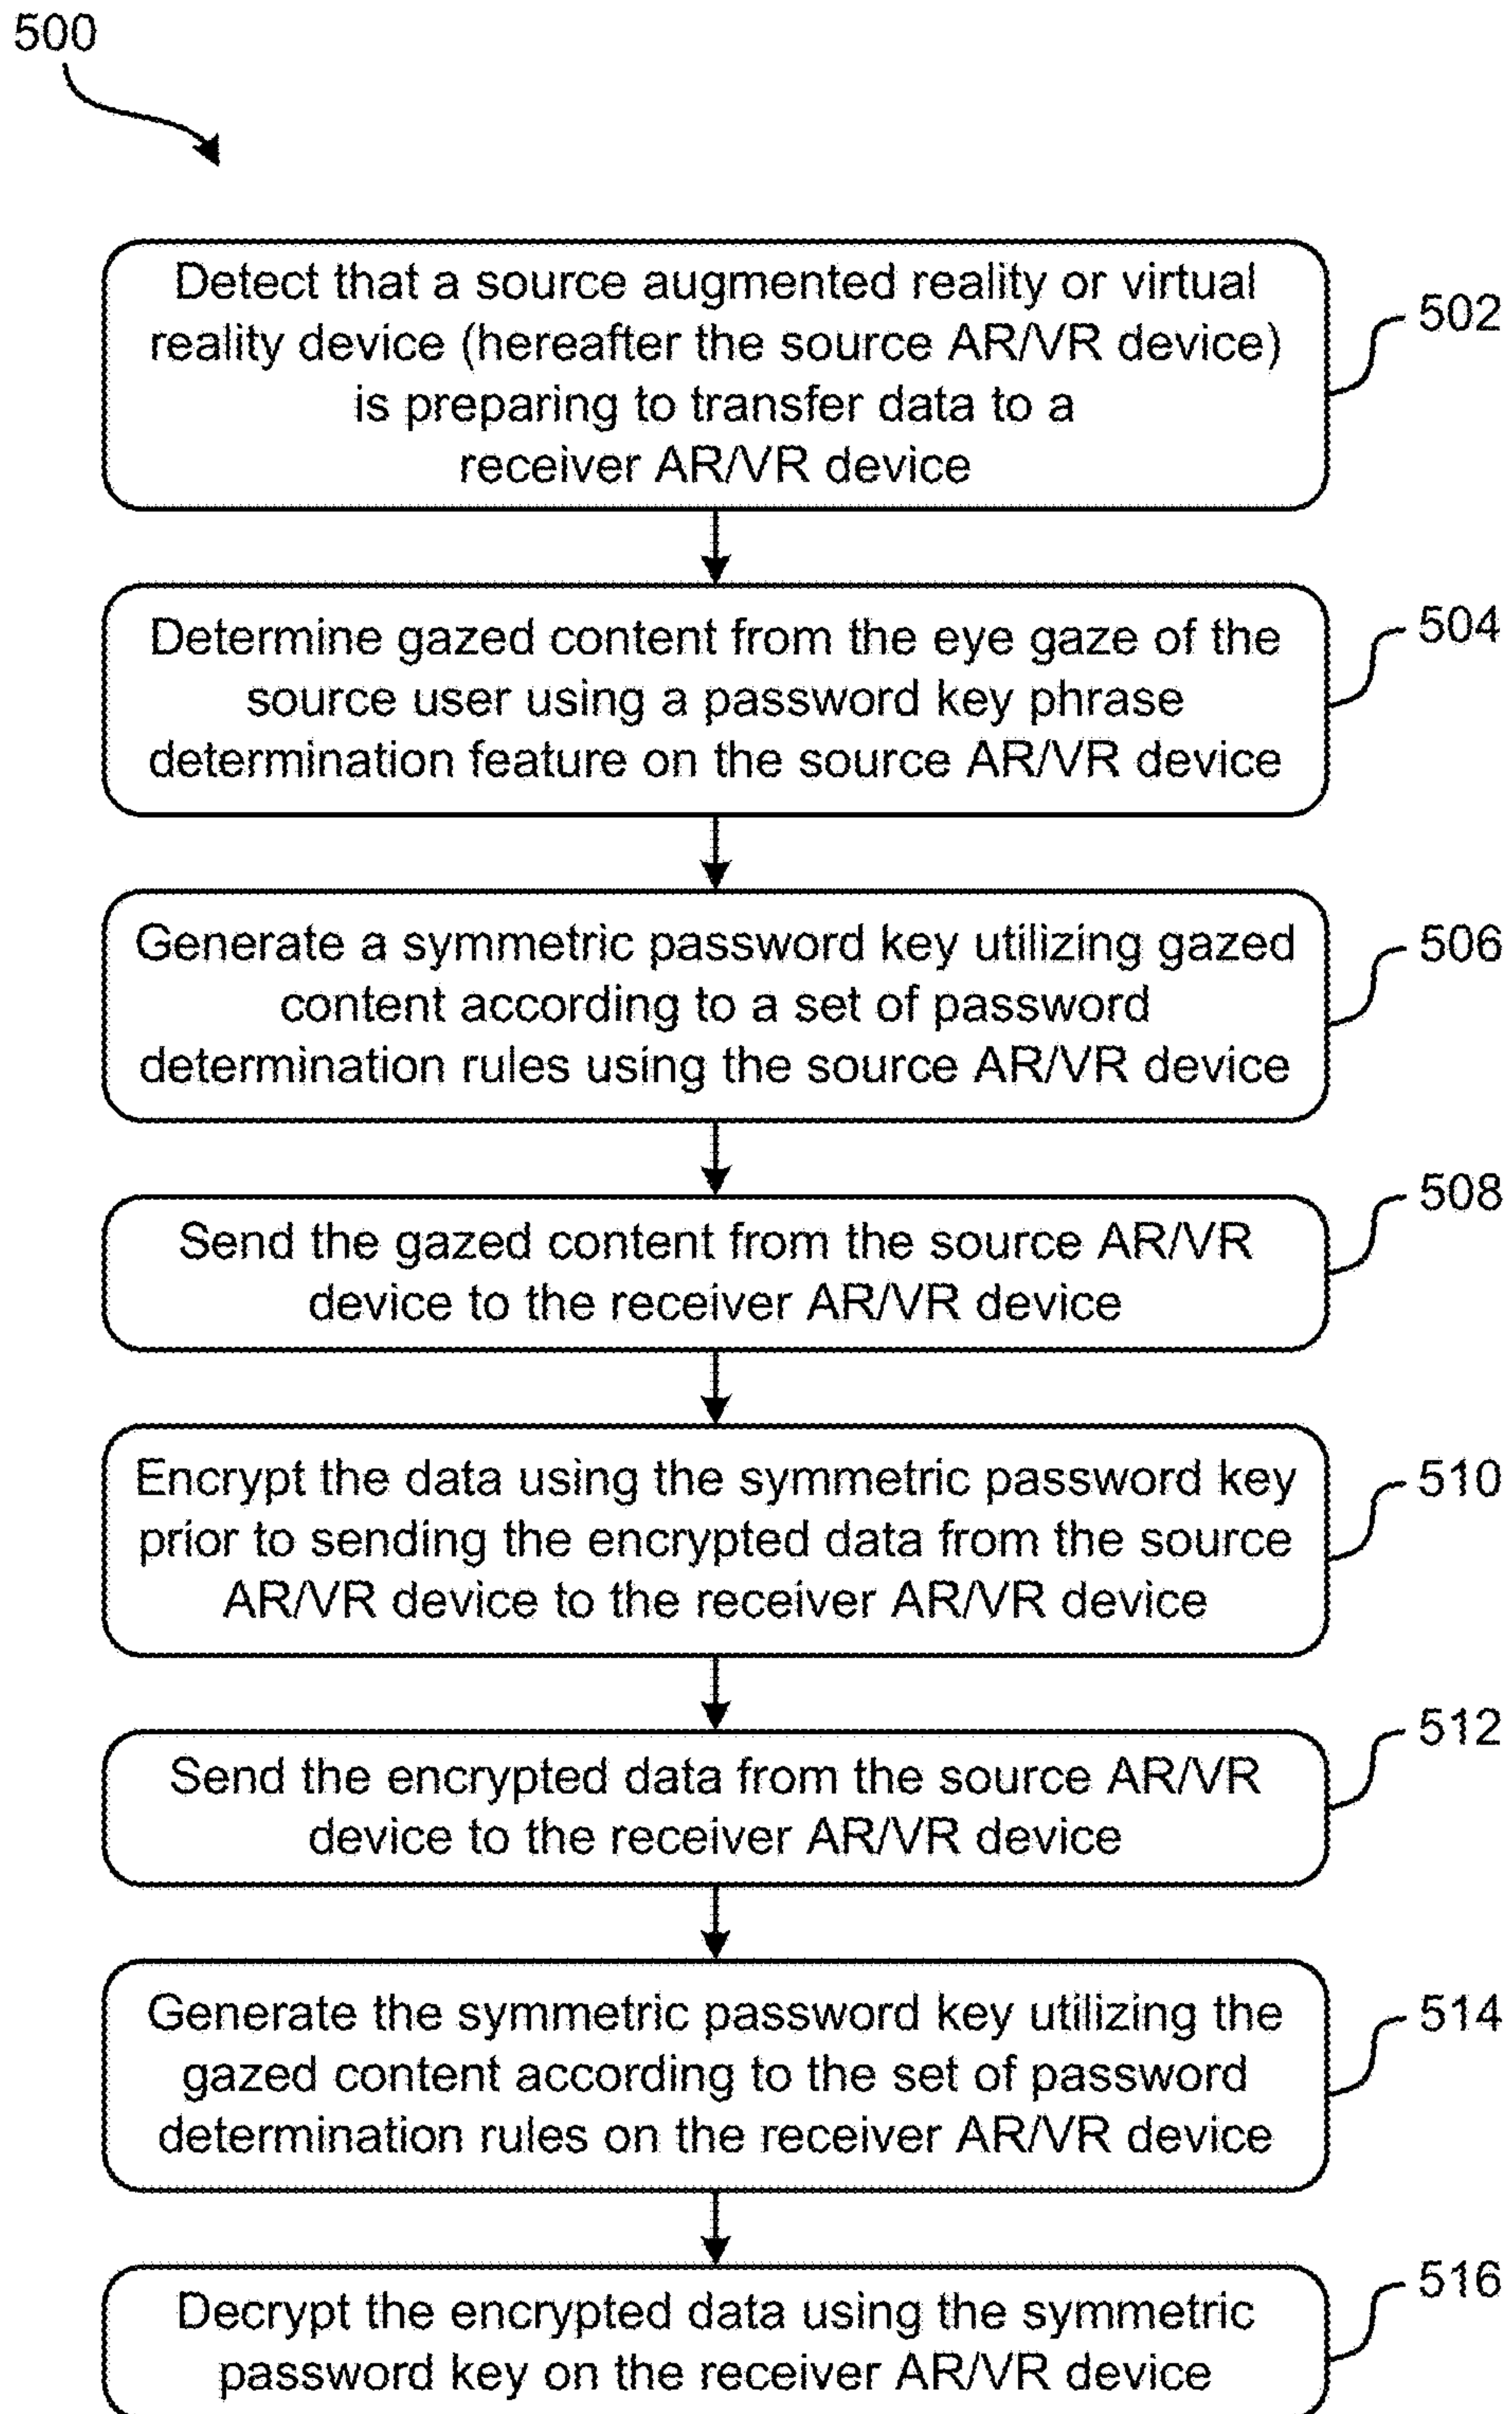 500
Detect that a source augmented reality or virtual
reality device (hereafter the source AR/VR device)
is preparing to transfer data to a
receiver AR/VR device
502
Determine gazed content from the eye gaze of the
source user using a password key phrase
determination feature on the source AR/VR device
504
Generate a symmetric password key utilizing gazed
content according to a set of password
determination rules using the source AR/VR device
506
Send the gazed content from the source AR/VR
device to the receiver AR/VR device
508
Encrypt the data using the symmetric password key
prior to sending the encrypted data from the source
AR/VR device to the receiver AR/VR device
510
Send the encrypted data from the source AR/VR
device to the receiver AR/VR device
512
Generate the symmetric password key utilizing the
gazed content according to the set of password
determination rules on the receiver AR/VR device
514
Decrypt the encrypted data using the symmetric
password key on the receiver AR/VR device
516